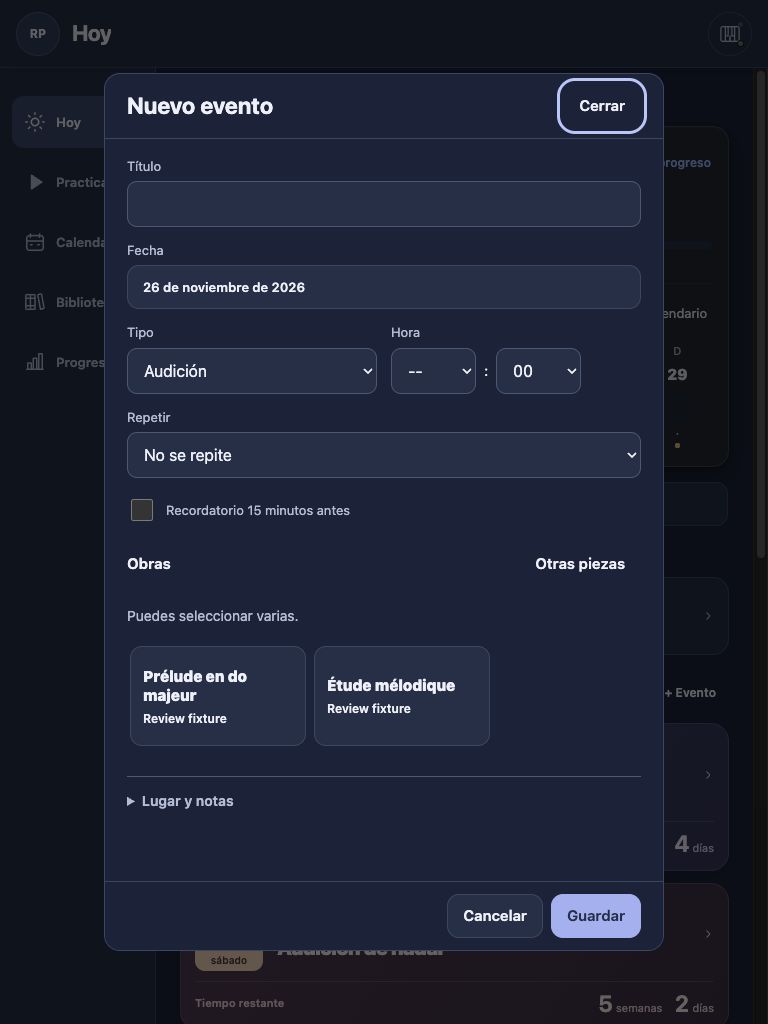 RP
Hoy
Nuevo evento
Cerrar
Hoy
Título
progreso
Practica
Fecha
26 de noviembre de 2026
Calenda
Tipo
Hora
Bibliote
endario
D
Audición
--
:
00
29
Progres
Repetir
No se repite
Recordatorio 15 minutos antes
Obras
Otras piezas
Puedes seleccionar varias.
Prélude en do
majeur
Review fixture
Étude mélodique
Review fixture
+ Evento
Lugar y notas
4 días
Cancelar
Guardar
sábado
Tiempo restante
5 semanas 2 días